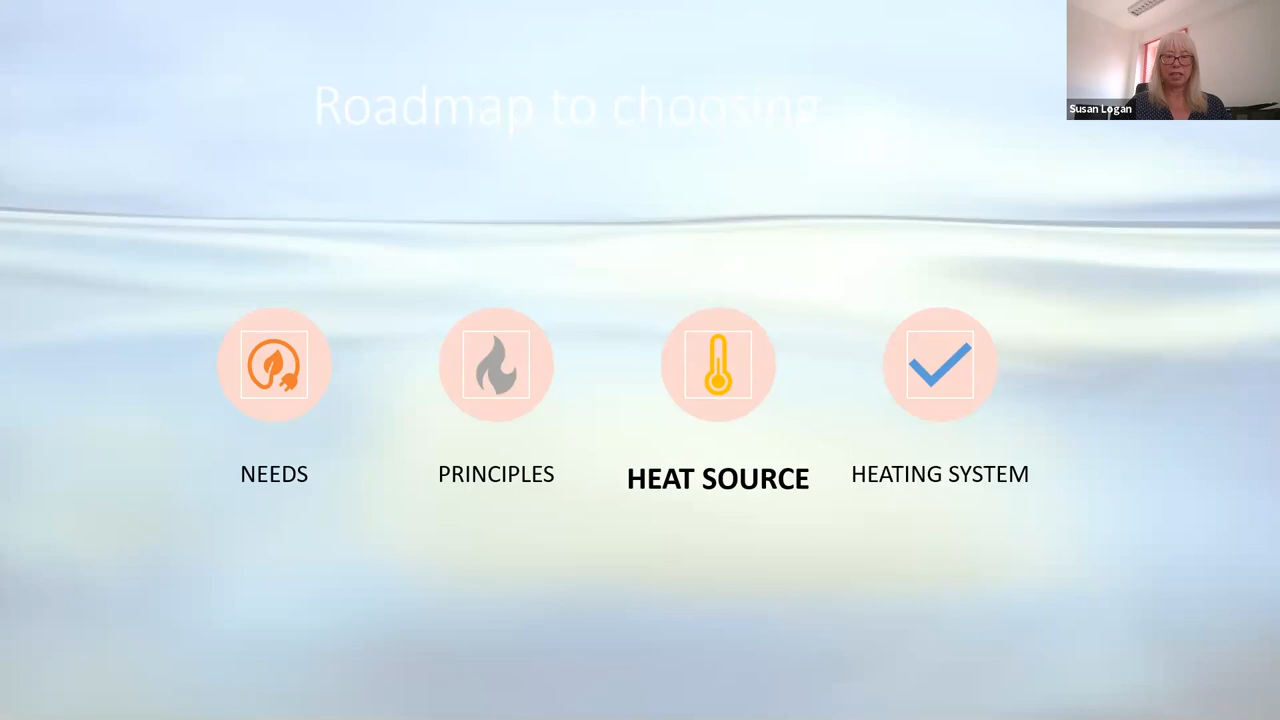 Roadmap to choosing
Susan Logan
NEEDS
PRINCIPLES
HEAT SOURCE
HEATING SYSTEM